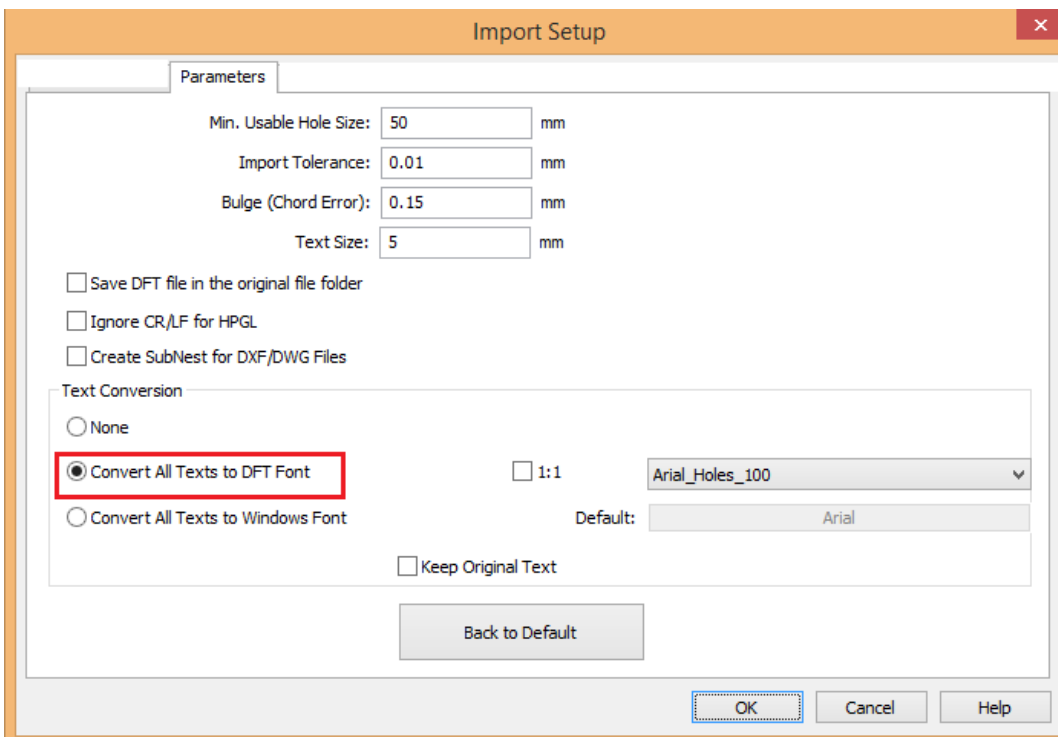 Import Setup
Parameters
Min. Usable Hole Size: 50 mm
Import Tolerance: 0.01 mm
Bulge (Chord Error): 0.15 mm
Text Size: 5 mm
Save DFT file in the original file folder
Ignore CR/LF for HPGL
Create SubNest for DXF/DWG Files
Text Conversion
None
Convert All Texts to DFT Font 1:1 Arial_Holes_100
Convert All Texts to Windows Font Default: Arial
Keep Original Text
Back to Default
OK Cancel Help